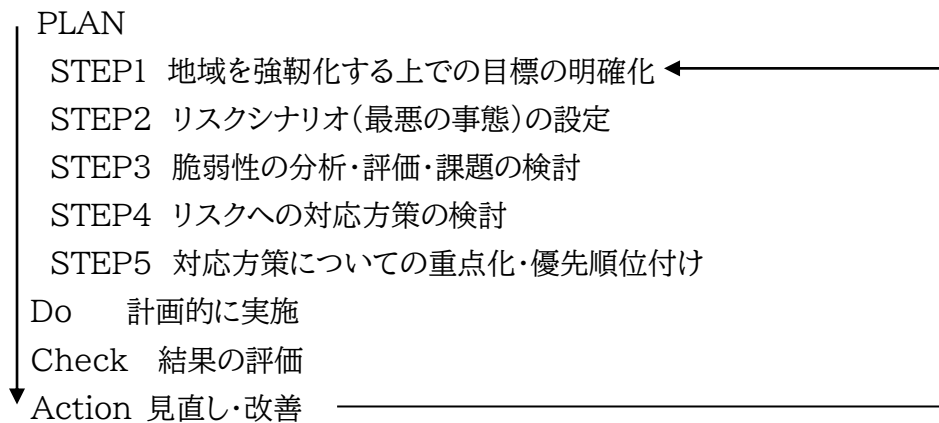 PLAN
STEP1 地域を強靭化する上での目標の明確化
STEP2 リスクシナリオ(最悪の事態)の設定
STEP3 脆弱性の分析・評価・課題の検討
STEP4 リスクへの対応方策の検討
STEP5 対応方策についての重点化・優先順位付け
Do 計画的に実施
Check 結果の評価
Action 見直し・改善